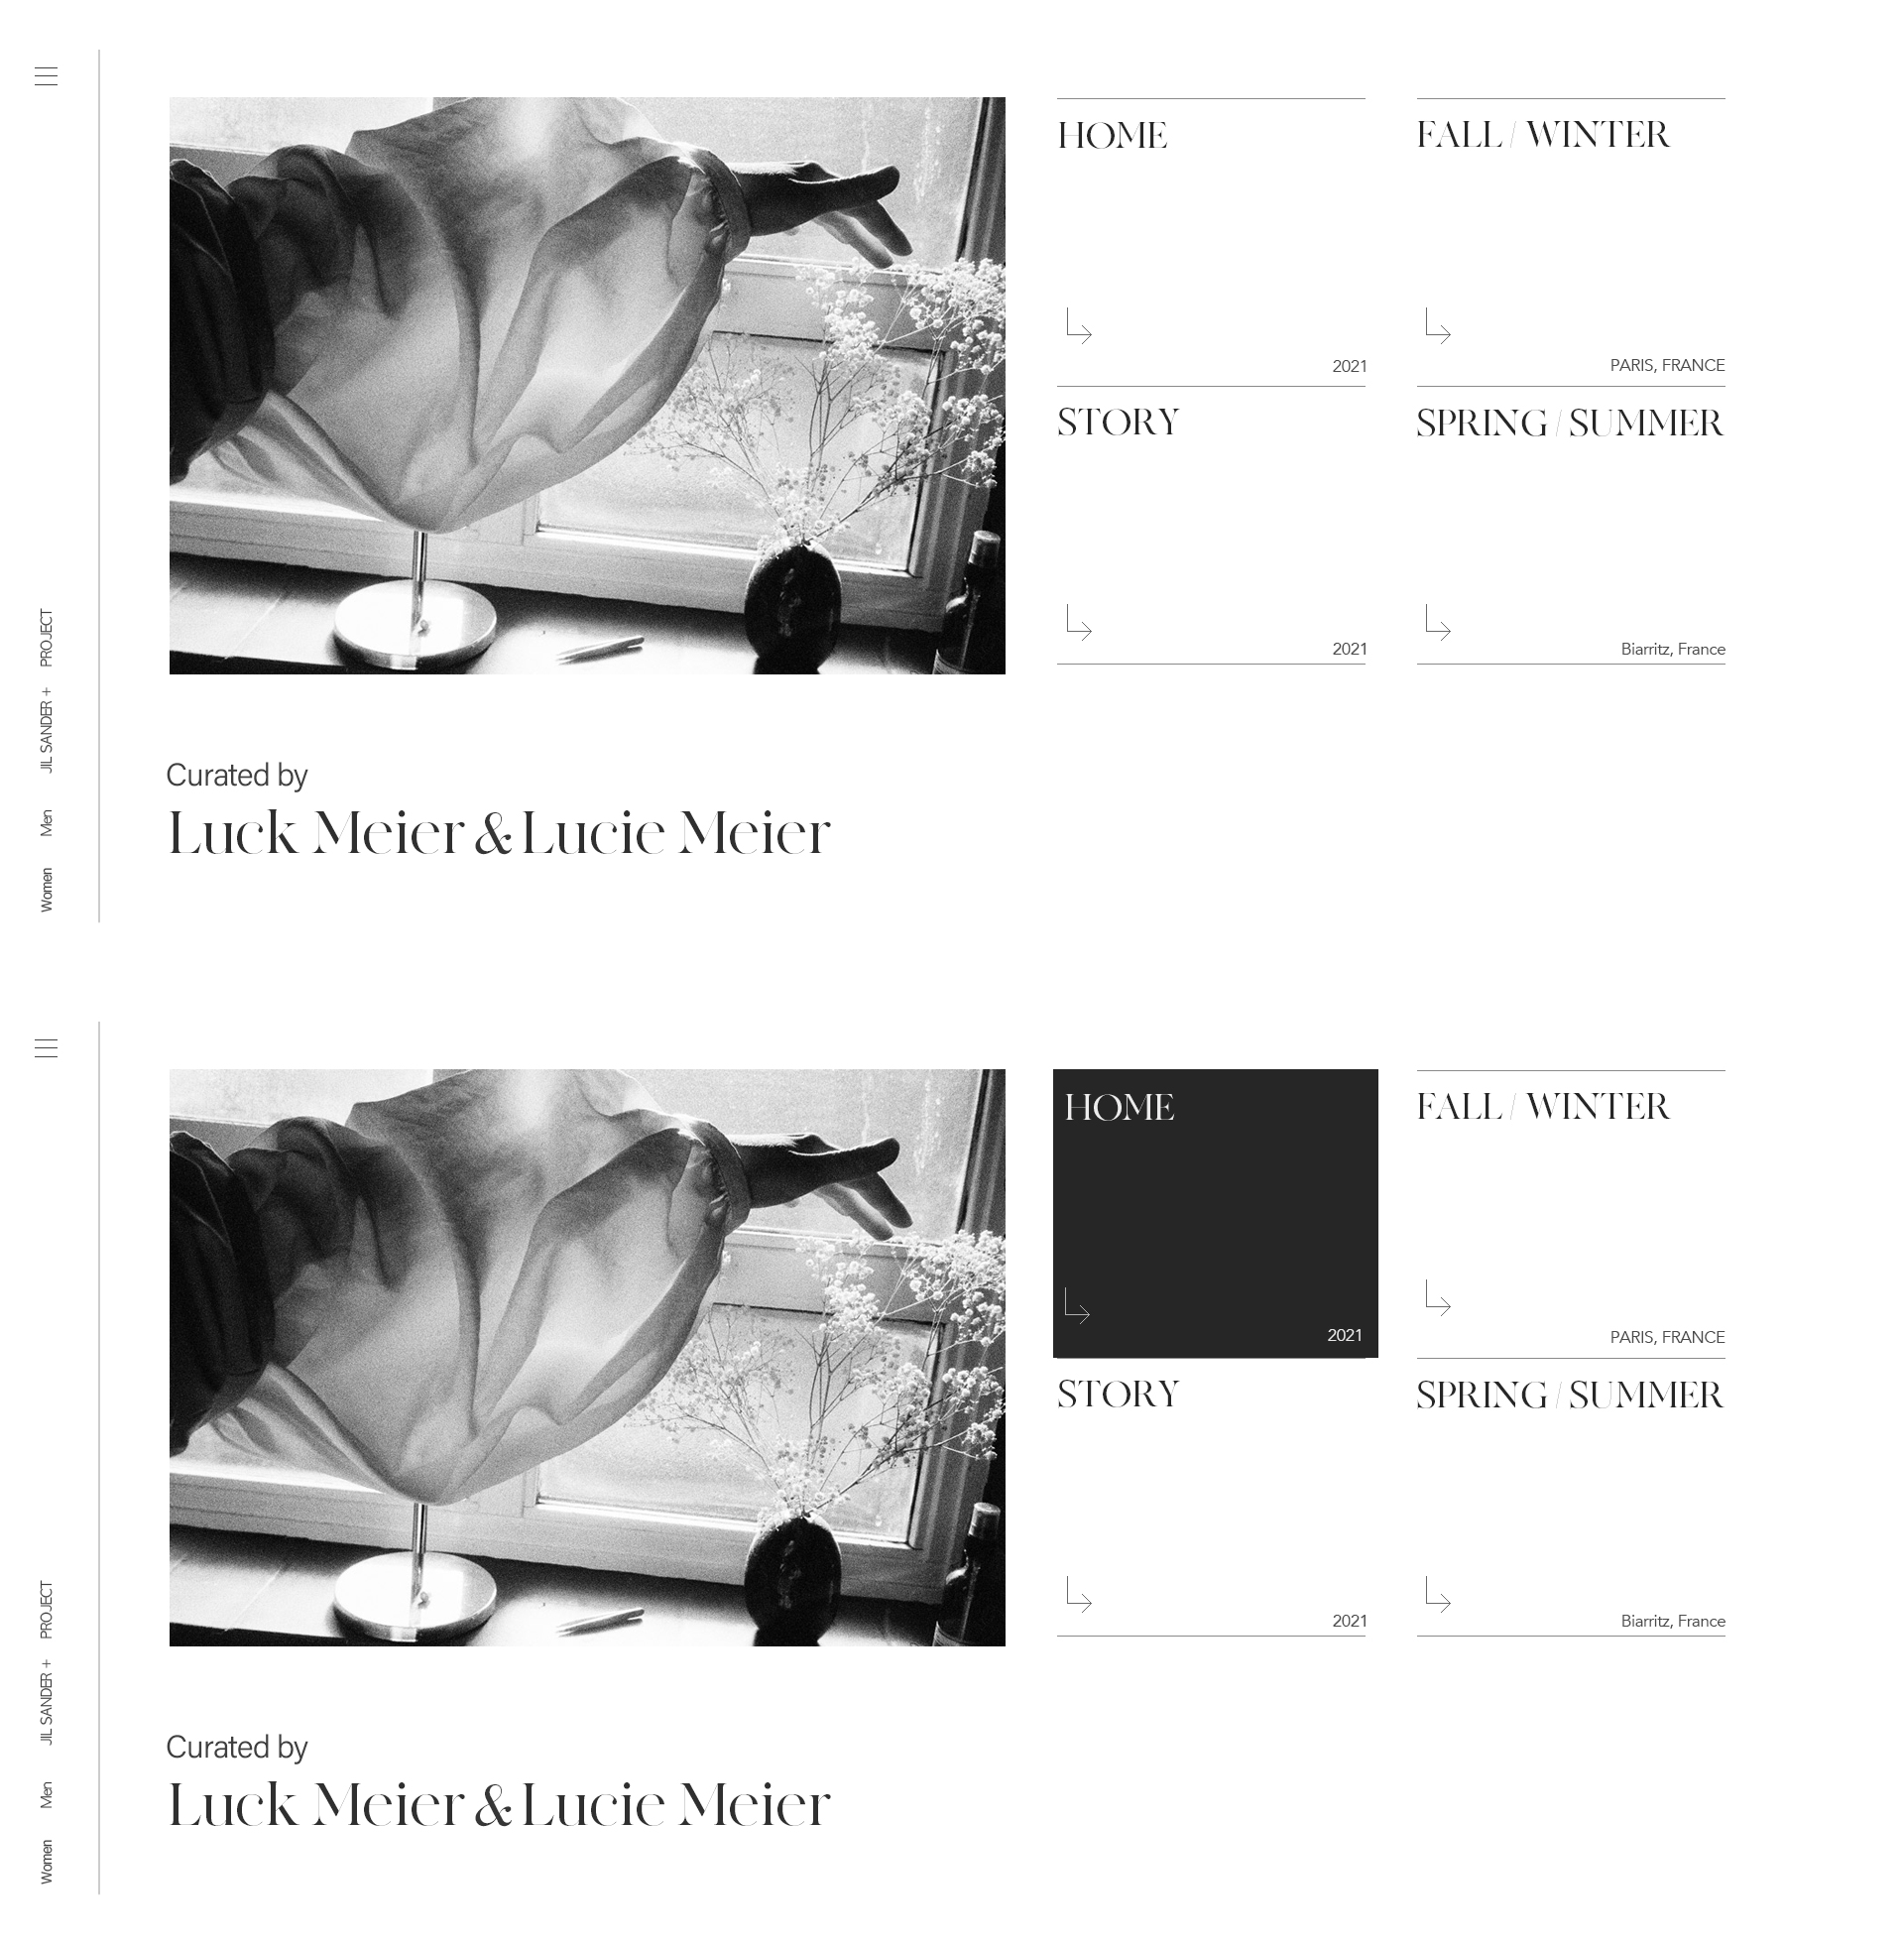 HOME
FALL / WINTER
2021
PARIS, FRANCE
STORY
SPRING / SUMMER
2021
Biarritz, France
PROJECT
JIL SANDER +
Men
Women
Curated by
Luck Meier & Lucie Meier
HOME
FALL / WINTER
2021
PARIS, FRANCE
STORY
SPRING / SUMMER
2021
Biarritz, France
PROJECT
JIL SANDER +
Men
Women
Curated by
Luck Meier & Lucie Meier